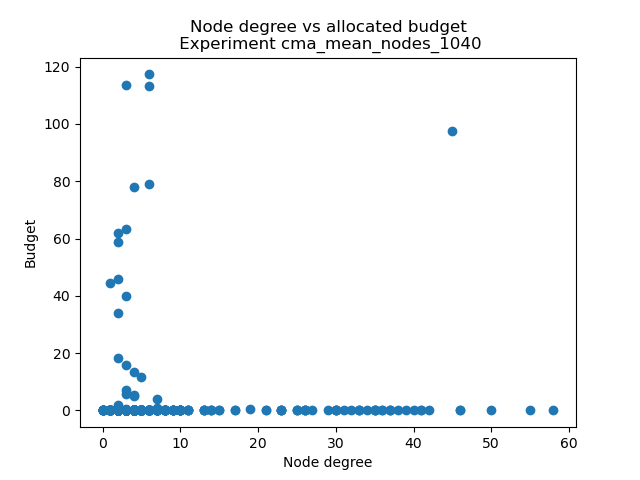 Node degree vs allocated budget
Experiment cma_mean_nodes_1040
120
100
80
60
40
20
0
Budget
0 10 20 30 40 50 60
Node degree